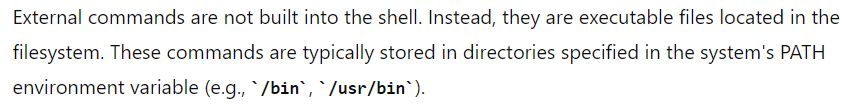 External commands are not built into the shell. Instead, they are executable files located in the
filesystem. These commands are typically stored in directories specified in the system's PATH
environment variable (e.g., `/bin`, `/usr/bin`).